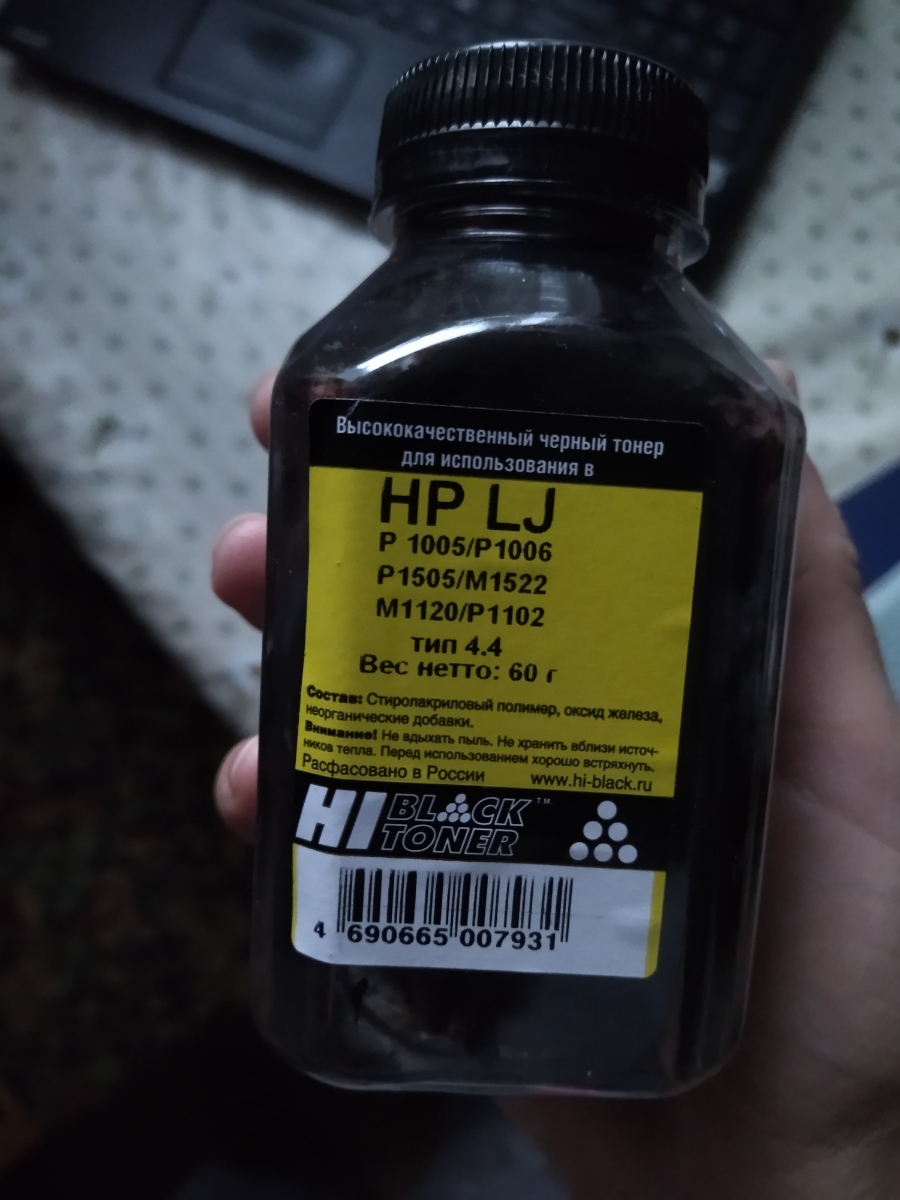 Высококачественный черный тонер
для использования в
HP LJ
P 1005/P1006
P1505/M1522
M1120/P1102
тип 4.4
Вес нетто: 60 г
Состав: Стиролакриловый полимер, оксид железа,
неорганические добавки.
Внимание! Не вдыхать пыль. Не хранить вблизи источ-
ников тепла. Перед использованием хорошо встряхнуть.
Расфасовано в России www.hi-black.ru
HI BLACK TONER ™
4 690665 007931